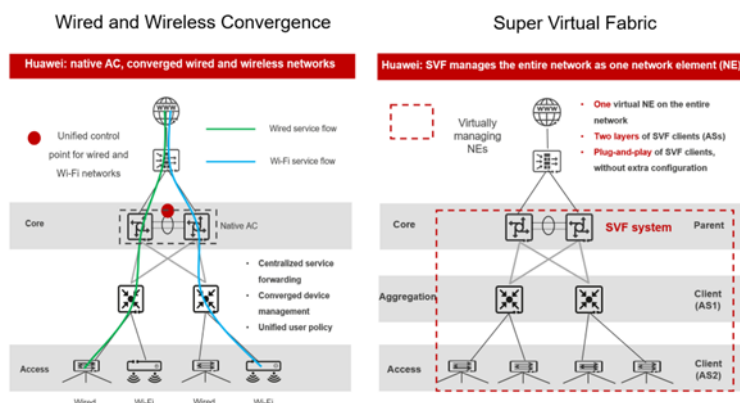 Wired and Wireless Convergence
Huawei: native AC, converged wired and wireless networks
WWW
Unified control
point for wired and
Wi-Fi networks
Wired service flow
Wi-Fi service flow
Core
Native AC
• Centralized service
forwarding
• Converged device
management
• Unified user policy
Access
Wired
Wi-Fi
Wired
Wi-Fi
Super Virtual Fabric
Huawei: SVF manages the entire network as one network element (NE)
Virtually
managing
NEs
WWW
• One virtual NE on the entire
network
• Two layers of SVF clients (ASs)
• Plug-and-play of SVF clients,
without extra configuration
Core
SVF system
Parent
Aggregation
Client
(AS1)
Access
Client
(AS2)